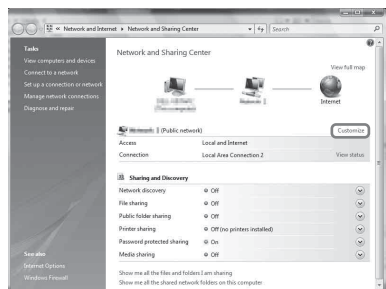 Network and Internet
Network and Sharing Center
Search
Tasks
View computers and devices
Connect to a network
Set up a connection or network
Manage network connections
Diagnose and repair
See also
Internet Options
Windows Firewall
Network and Sharing Center
View full map
Internet
(Public network)
Customize
Access Local and Internet
Connection Local Area Connection 2 View status
Sharing and Discovery
Network discovery Off
File sharing Off
Public folder sharing Off
Printer sharing Off (no printers installed)
Password protected sharing On
Media sharing Off
Show me all the files and folders I am sharing
Show me all the shared network folders on this computer